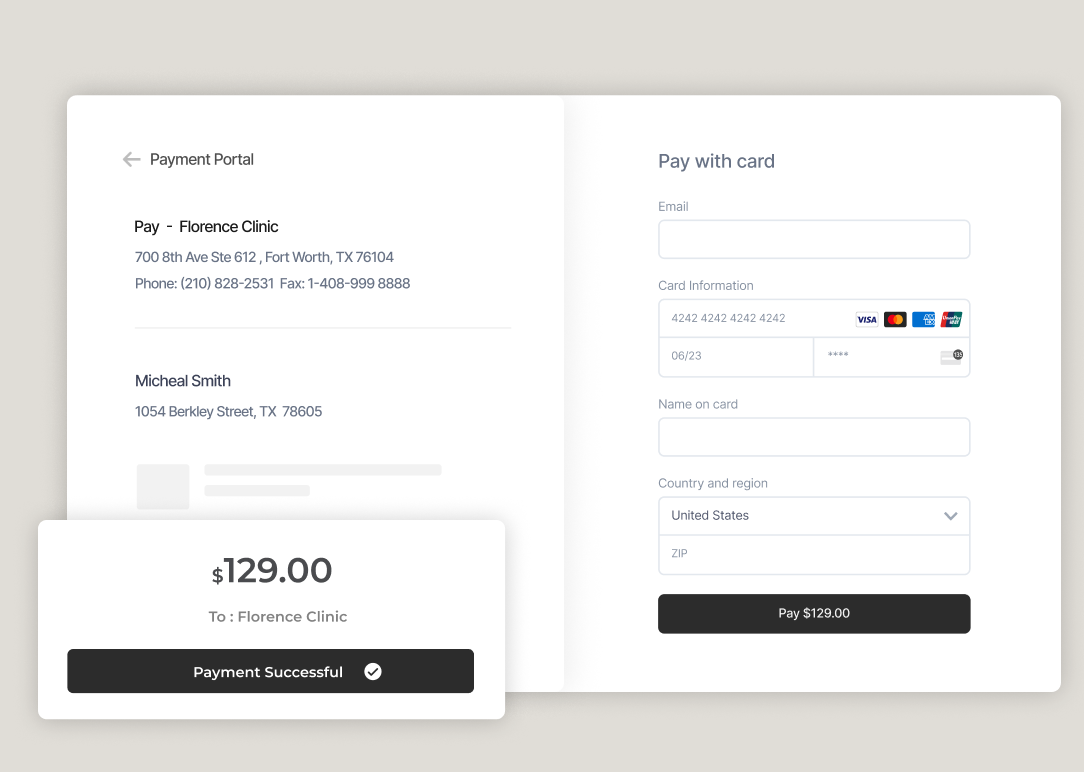 Payment Portal
Pay - Florence Clinic
700 8th Ave Ste 612 , Fort Worth, TX 76104
Phone: (210) 828-2531 Fax: 1-408-999 8888
Micheal Smith
1054 Berkley Street, TX 78605
$129.00
To : Florence Clinic
Payment Successful
Pay with card
Email
Card Information
4242 4242 4242 4242
VISA
AMEX
UnionPay
06/23
****
135
Name on card
Country and region
United States
ZIP
Pay $129.00